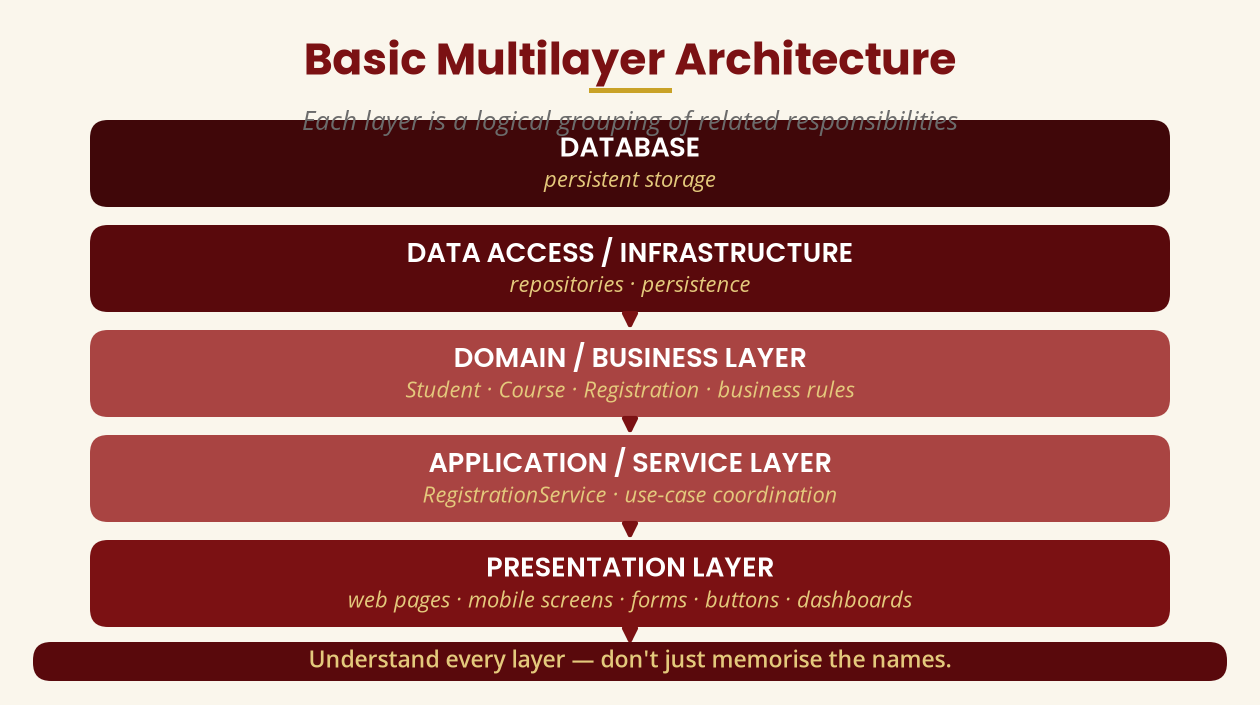 Basic Multilayer Architecture
Each layer is a logical grouping of related responsibilities
DATABASE
persistent storage
DATA ACCESS / INFRASTRUCTURE
repositories · persistence
DOMAIN / BUSINESS LAYER
Student · Course · Registration · business rules
APPLICATION / SERVICE LAYER
RegistrationService · use-case coordination
PRESENTATION LAYER
web pages · mobile screens · forms · buttons · dashboards
Understand every layer — don't just memorise the names.